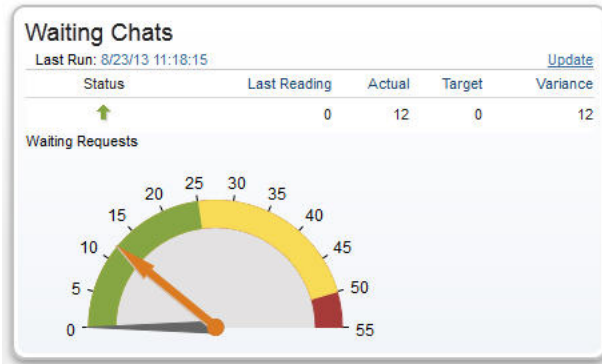 Waiting Chats
Last Run: 8/23/13 11:18:15 Update
Status Last Reading Actual Target Variance
0 12 0 12
Waiting Requests
0 5 10 15 20 25 30 35 40 45 50 55